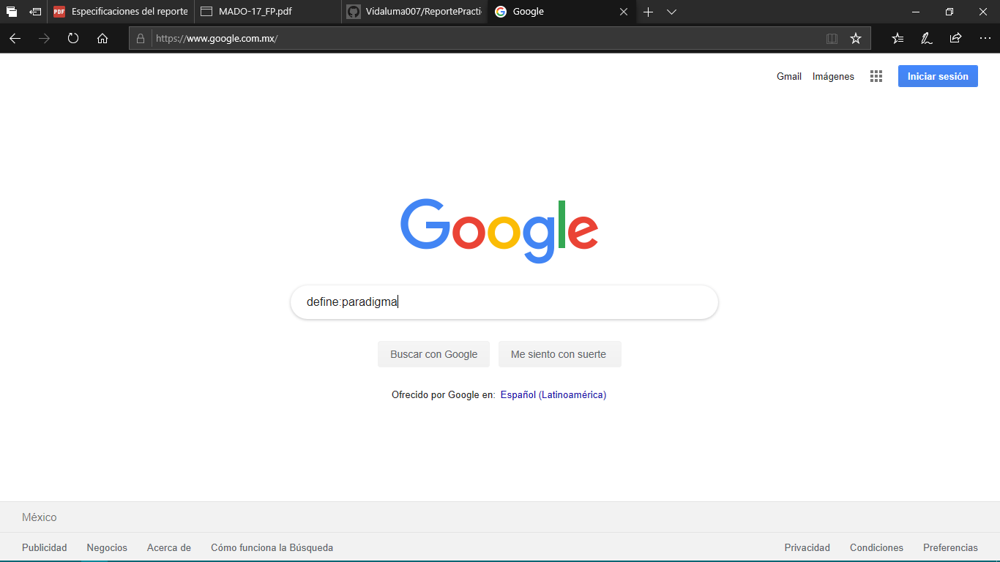 PDF Especificaciones del reporte
MADO-17_FP.pdf
Vidaluma007/ReportePracti
Google
https://www.google.com.mx/
Gmail Imágenes Iniciar sesión
Google
define:paradigma
Buscar con Google Me siento con suerte
Ofrecido por Google en: Español (Latinoamérica)
México
Publicidad Negocios Acerca de Cómo funciona la Búsqueda Privacidad Condiciones Preferencias